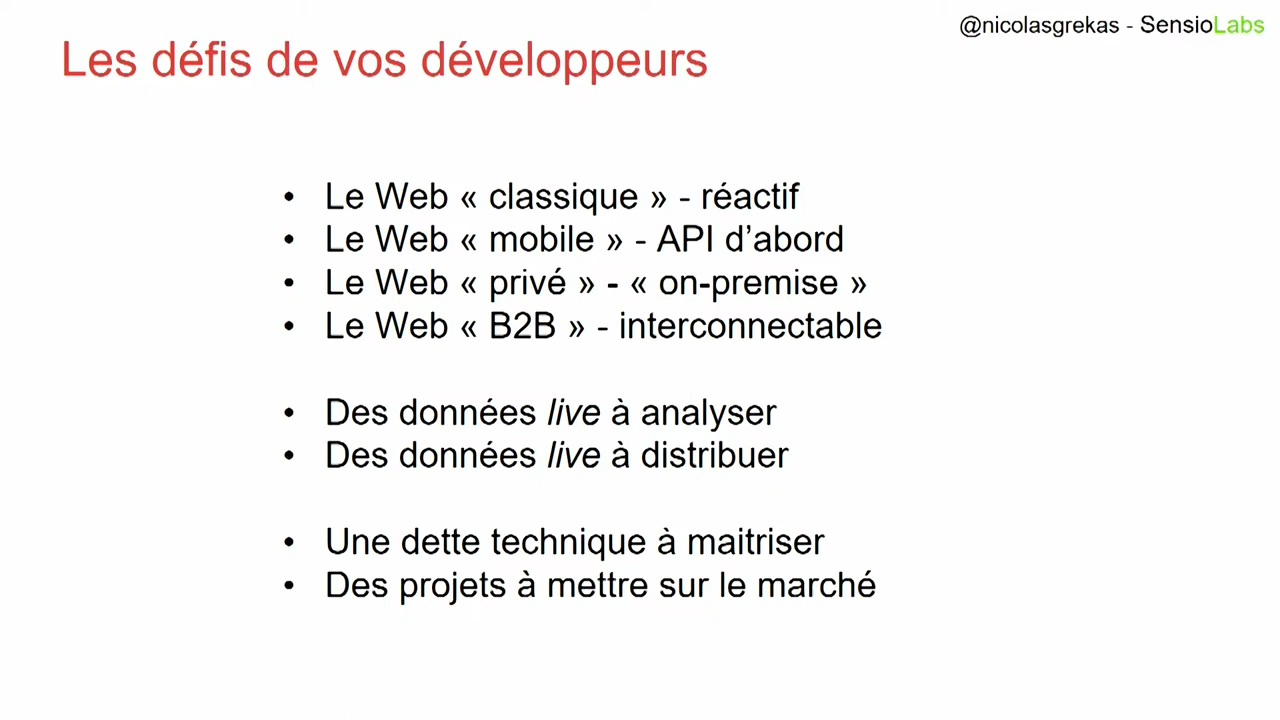 @nicolasgrekas - SensioLabs
Les défis de vos développeurs
• Le Web « classique » - réactif
• Le Web « mobile » - API d’abord
• Le Web « privé » - « on-premise »
• Le Web « B2B » - interconnectable
• Des données live à analyser
• Des données live à distribuer
• Une dette technique à maitriser
• Des projets à mettre sur le marché